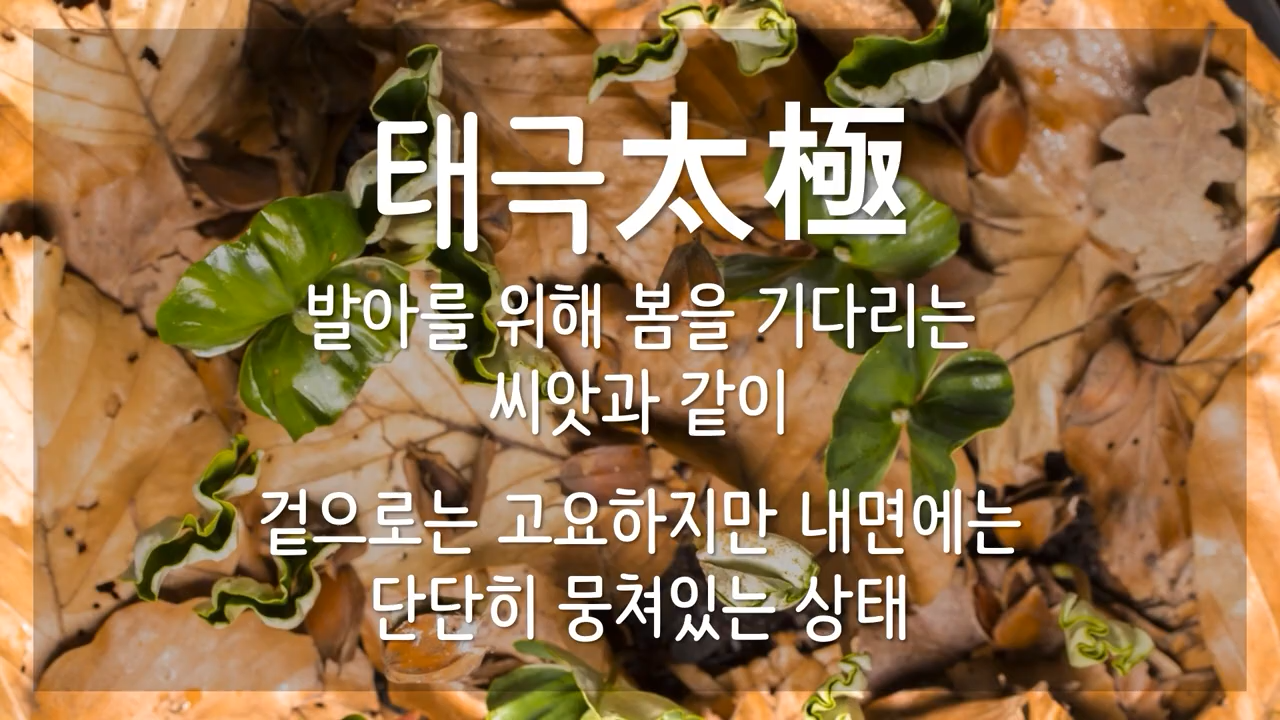 태극太極
발아를 위해 봄을 기다리는
씨앗과 같이
겉으로는 고요하지만 내면에는
단단히 뭉쳐있는 상태